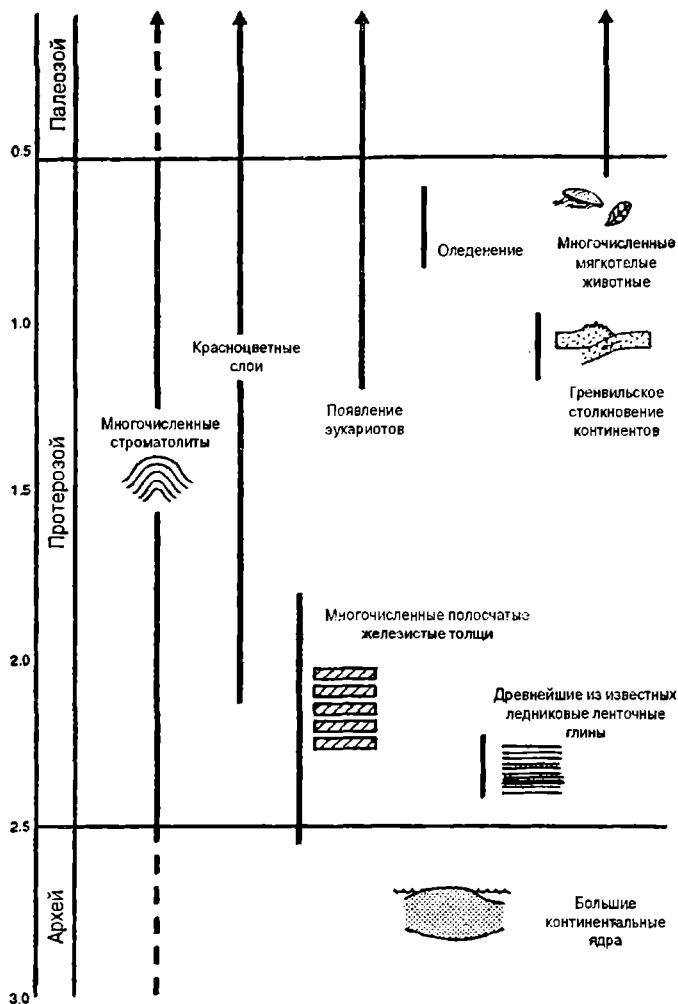 Палеозой
0.5
Оледенение
Многочисленные
мягкотелые
животные
1.0
Красноцветные
слои
Гренвильское
столкновение
континентов
Появление
эукариотов
Многочисленные
строматолиты
Протерозой
1.5
Многочисленные полосчатые
железистые толщи
2.0
Древнейшие из известных
ледниковые ленточные
глины
2.5
Архей
Большие
континентальные
ядра
3.0